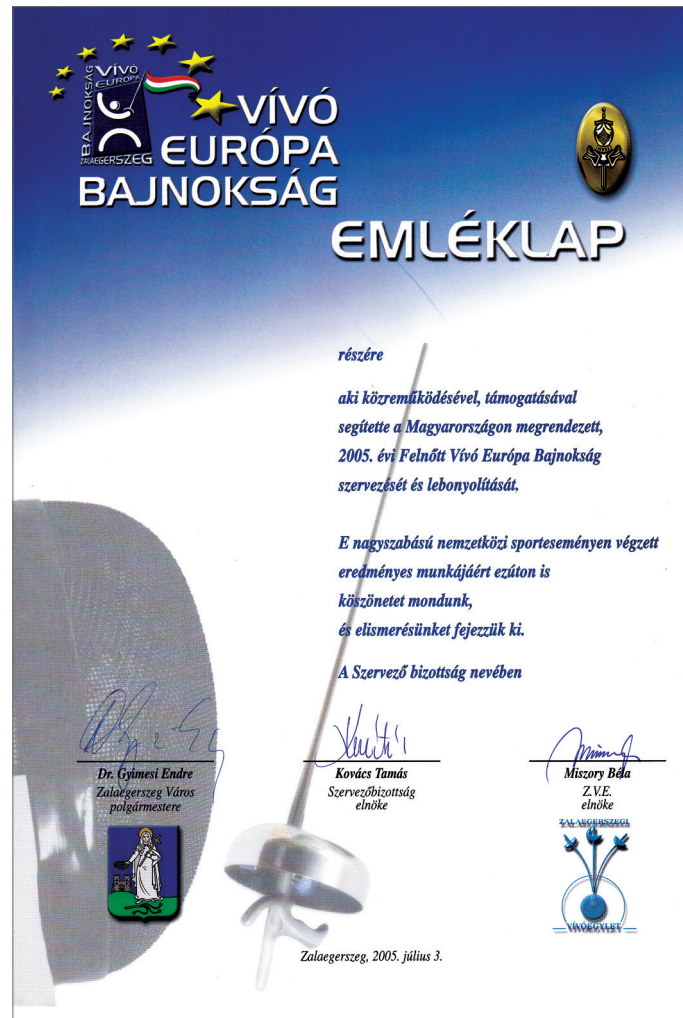 VÍVÓ
EURÓPA
BAJNOKSÁG
ZALAEGERSZEG
VÍVÓ
EURÓPA
BAJNOKSÁG
EMLÉKLAP
részére
aki közreműködésével, támogatásával
segítette a Magyarországon megrendezett,
2005. évi Felnőtt Vívó Európa Bajnokság
szervezését és lebonyolítását.
E nagyszabású nemzetközi sporteseményen végzett
eredményes munkájáért ezúton is
köszönetet mondunk,
és elismerésünket fejezzük ki.
A Szervező bizottság nevében
Dr. Gyimesi Endre
Zalaegerszeg Város
polgármestere
Kovács Tamás
Szervezőbizottság
elnöke
Miszory Béla
Z.V.E.
elnöke
ZALAEGERSZEGI
VÍVÓEGYLET
Zalaegerszeg, 2005. július 3.